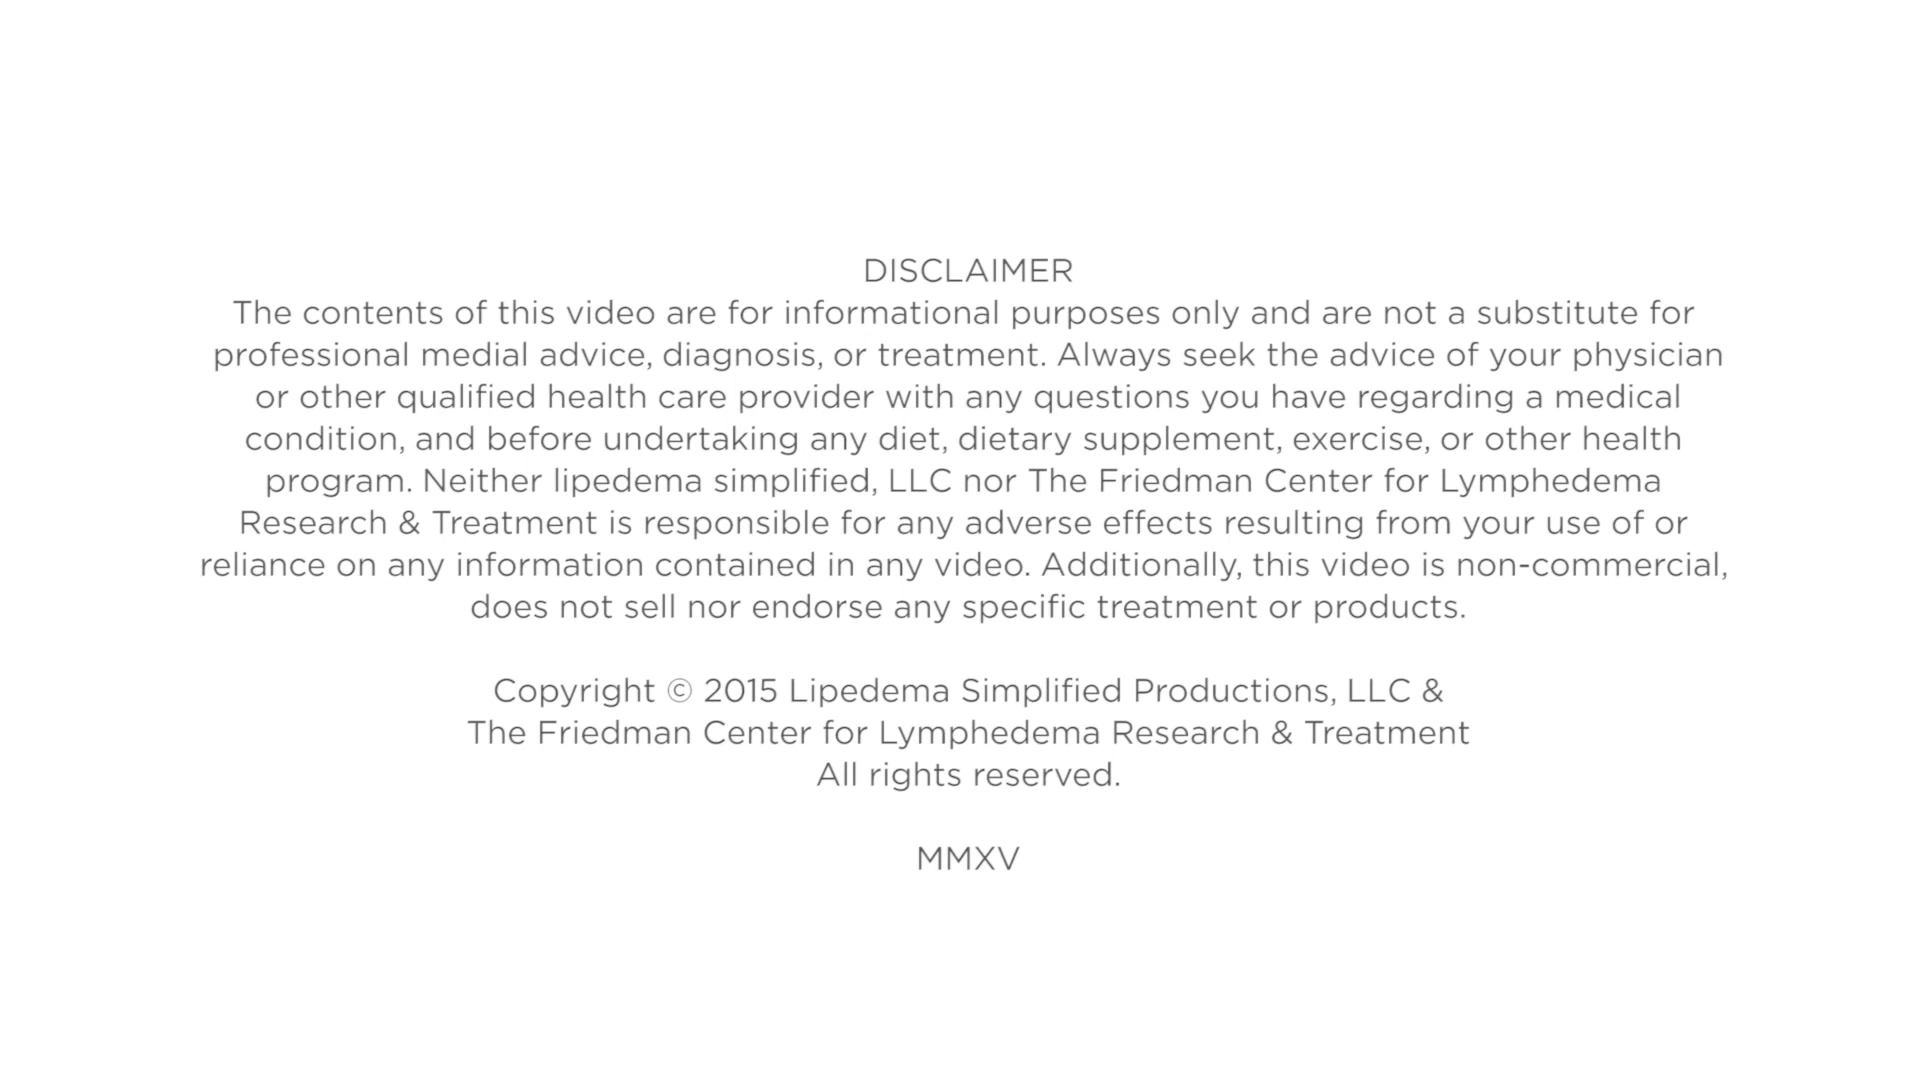 DISCLAIMER
The contents of this video are for informational purposes only and are not a substitute for
professional medial advice, diagnosis, or treatment. Always seek the advice of your physician
or other qualified health care provider with any questions you have regarding a medical
condition, and before undertaking any diet, dietary supplement, exercise, or other health
program. Neither lipedema simplified, LLC nor The Friedman Center for Lymphedema
Research & Treatment is responsible for any adverse effects resulting from your use of or
reliance on any information contained in any video. Additionally, this video is non-commercial,
does not sell nor endorse any specific treatment or products.
Copyright © 2015 Lipedema Simplified Productions, LLC &
The Friedman Center for Lymphedema Research & Treatment
All rights reserved.
MMXV